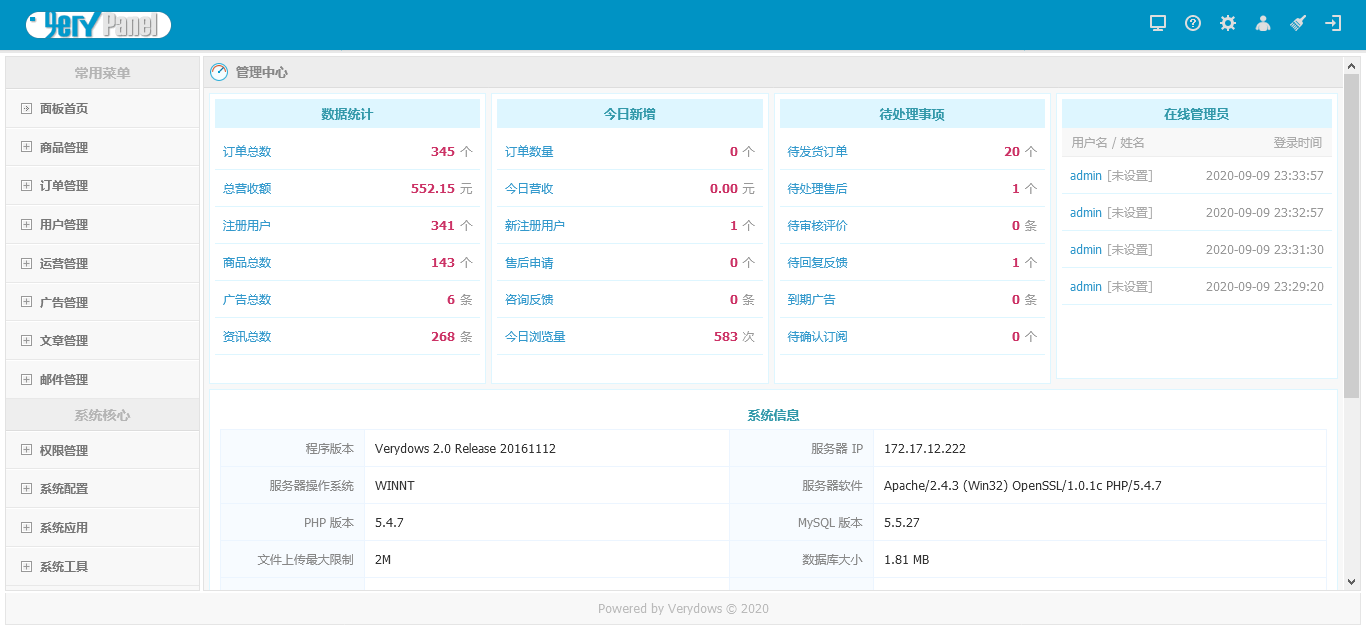 VeryPanel
常用菜单
面板首页
商品管理
订单管理
用户管理
运营管理
广告管理
文章管理
邮件管理
系统核心
权限管理
系统配置
系统应用
系统工具
管理中心
数据统计
订单总数 345 个
总营收额 552.15 元
注册用户 341 个
商品总数 143 个
广告总数 6 条
资讯总数 268 条
今日新增
订单数量 0 个
今日营收 0.00 元
新注册用户 1 个
售后申请 0 个
咨询反馈 0 条
今日浏览量 583 次
待处理事项
待发货订单 20 个
待处理售后 1 个
待审核评价 0 条
待回复反馈 1 个
到期广告 0 条
待确认订阅 0 个
在线管理员
用户名 / 姓名 登录时间
admin [未设置] 2020-09-09 23:33:57
admin [未设置] 2020-09-09 23:32:57
admin [未设置] 2020-09-09 23:31:30
admin [未设置] 2020-09-09 23:29:20
系统信息
程序版本 Verydows 2.0 Release 20161112 服务器 IP 172.17.12.222
服务器操作系统 WINNT 服务器软件 Apache/2.4.3 (Win32) OpenSSL/1.0.1c PHP/5.4.7
PHP 版本 5.4.7 MySQL 版本 5.5.27
文件上传最大限制 2M 数据库大小 1.81 MB
Powered by Verydows © 2020